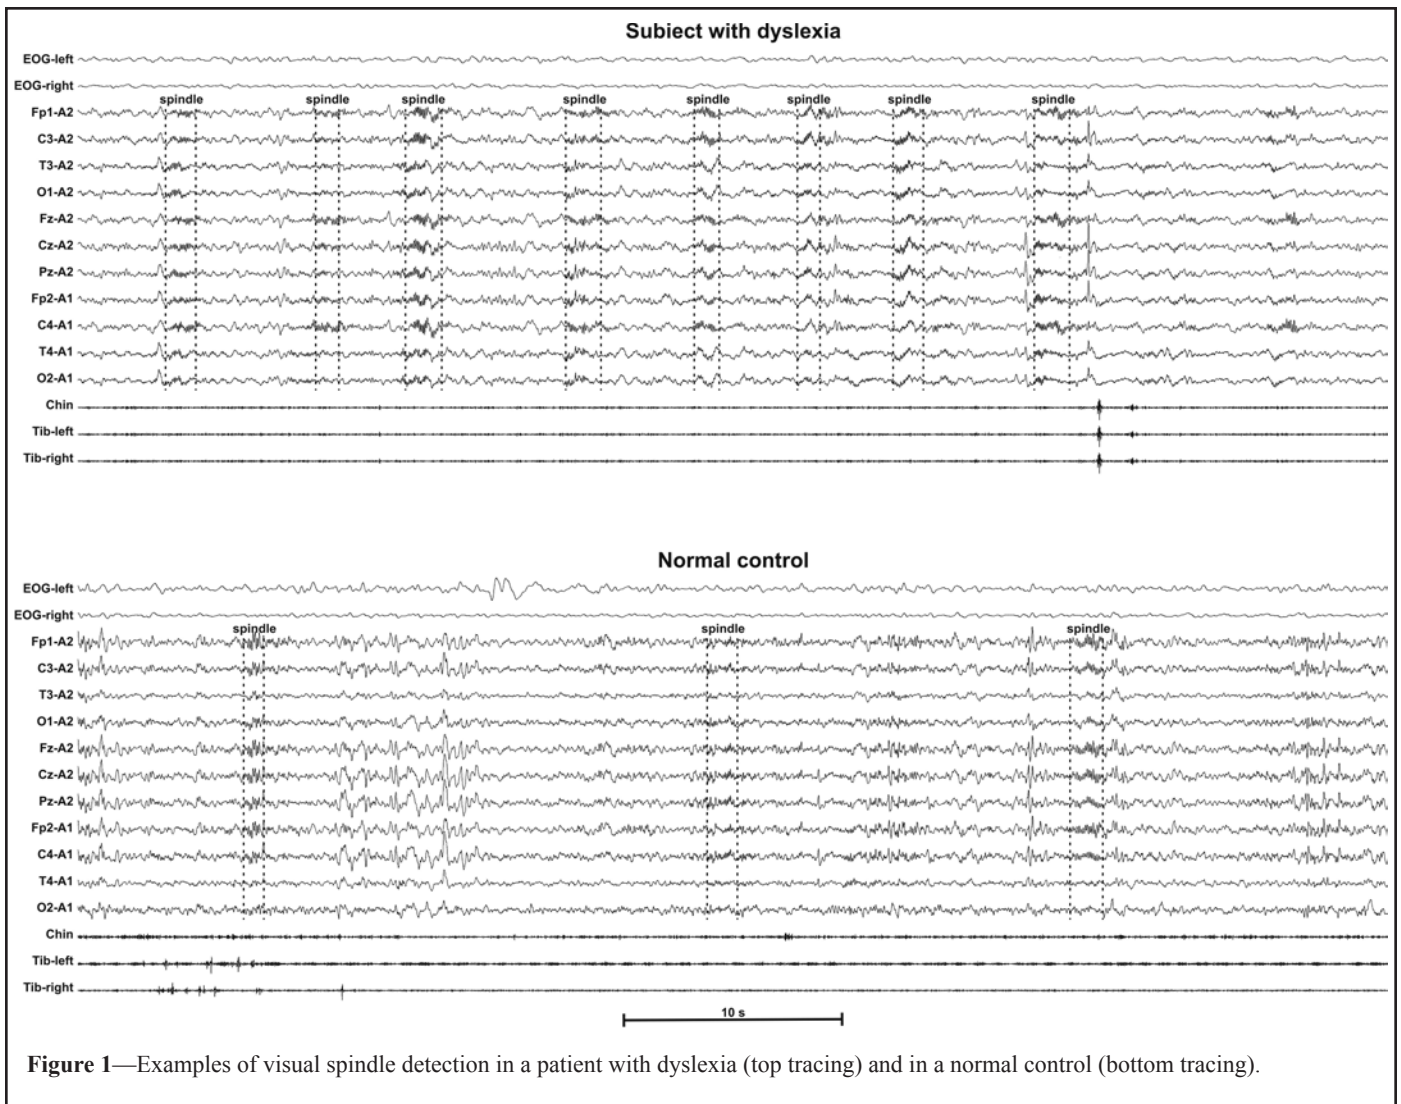 Subiect with dyslexia
EOG-left
EOG-right
spindle spindle spindle spindle spindle spindle spindle spindle
Fp1-A2
C3-A2
T3-A2
O1-A2
Fz-A2
Cz-A2
Pz-A2
Fp2-A1
C4-A1
T4-A1
O2-A1
Chin
Tib-left
Tib-right
Normal control
EOG-left
EOG-right
spindle spindle spindle
Fp1-A2
C3-A2
T3-A2
O1-A2
Fz-A2
Cz-A2
Pz-A2
Fp2-A1
C4-A1
T4-A1
O2-A1
Chin
Tib-left
Tib-right
10 s
Figure 1—Examples of visual spindle detection in a patient with dyslexia (top tracing) and in a normal control (bottom tracing).